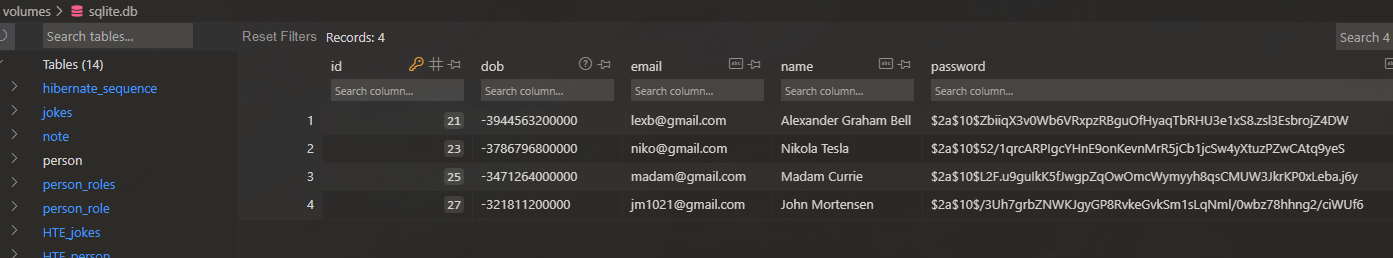 volumes > sqlite.db
Search tables... Reset Filters Records: 4 Search 4
Tables (14) id dob email name password
hibernate_sequence Search column... Search column... Search column... Search column... Search column...
jokes 1 21 -3944563200000 lexb@gmail.com Alexander Graham Bell $2a$10$ZbiiqX3v0Wb6VRxpzRBguOfHyaqTbRHU3e1xS8.zsl3EsbrojZ4DW
note 2 23 -3786796800000 niko@gmail.com Nikola Tesla $2a$10$52/1qrcARPIgcYHnE9onKevnMrR5jCb1jcSw4yXtuzPZwCAtq9yeS
person 3 25 -3471264000000 madam@gmail.com Madam Currie $2a$10$L2F.u9guIkK5fJwgpZqOwOmcWymyyh8qsCMUW3JkrKP0xLeba.j6y
person_roles 4 27 -321811200000 jm1021@gmail.com John Mortensen $2a$10$/3Uh7grbZNWKJgyGP8RvkeGvkSm1sLqNml/0wbz78hhng2/ciWUf6
person_role
HTE_jokes
HTE_person